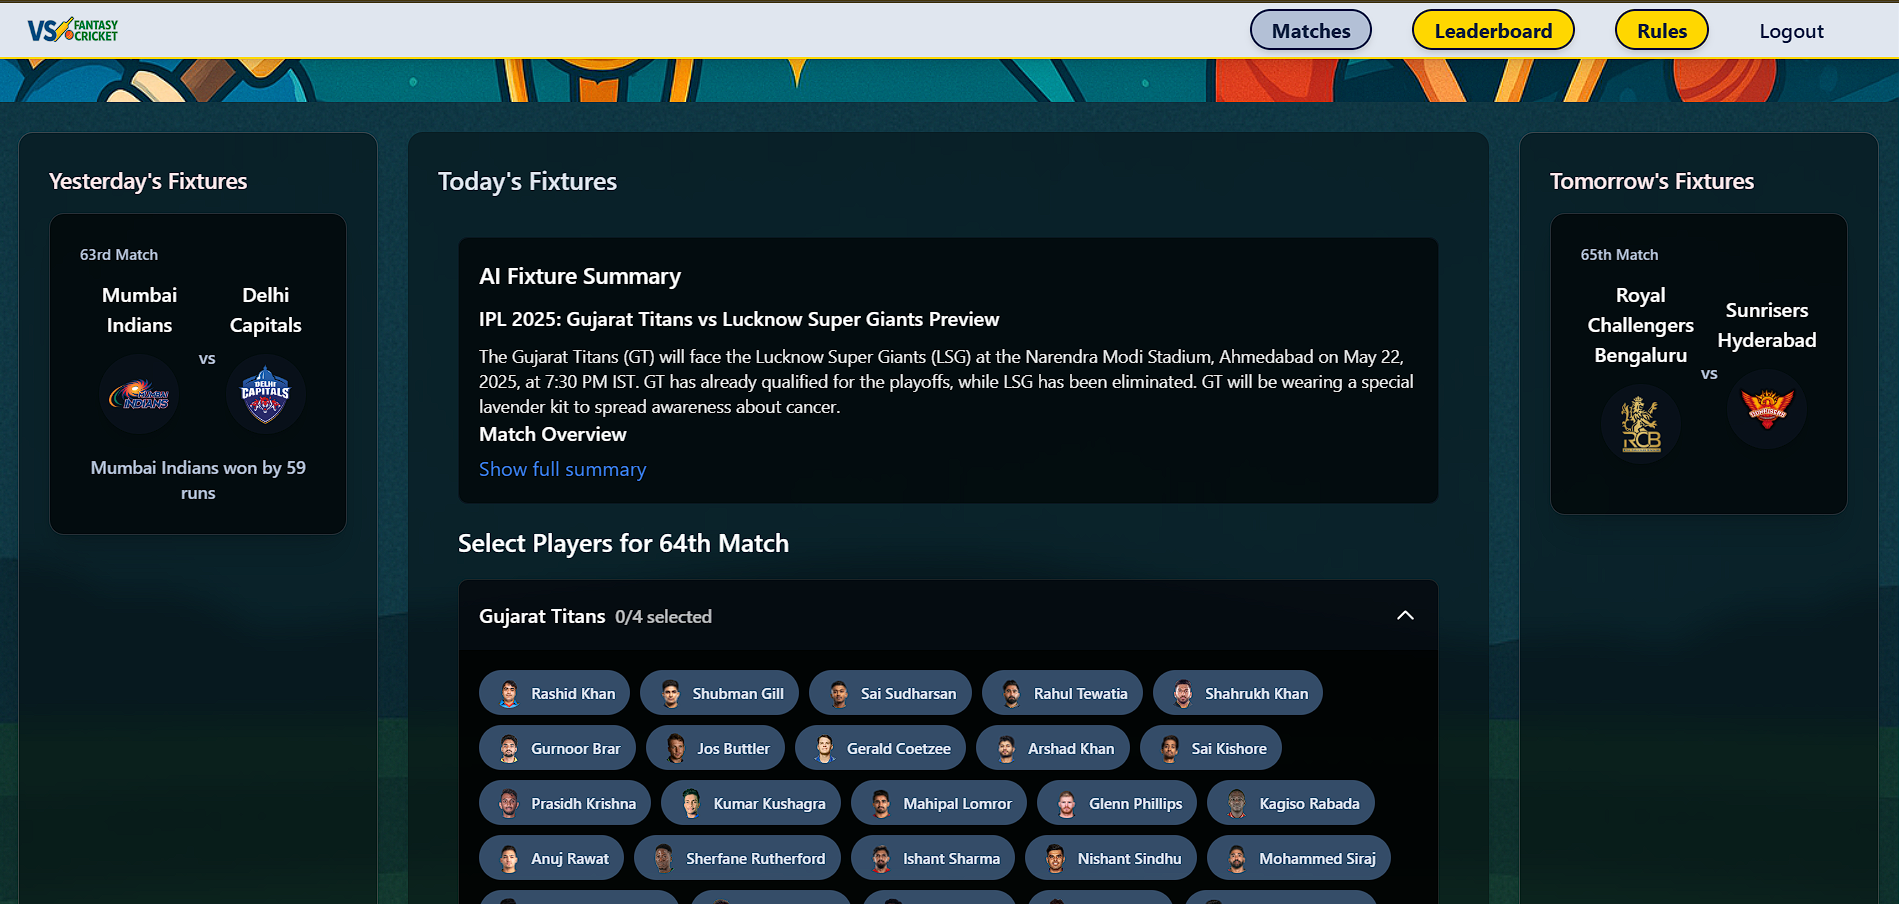 VS FANTASY
CRICKET
Matches
Leaderboard
Rules
Logout
Yesterday's Fixtures
63rd Match
Mumbai
Indians
vs
Delhi
Capitals
MUMBAI
INDIANS
DELHI
CAPITALS
Mumbai Indians won by 59
runs
Today's Fixtures
AI Fixture Summary
IPL 2025: Gujarat Titans vs Lucknow Super Giants Preview
The Gujarat Titans (GT) will face the Lucknow Super Giants (LSG) at the Narendra Modi Stadium, Ahmedabad on May 22,
2025, at 7:30 PM IST. GT has already qualified for the playoffs, while LSG has been eliminated. GT will be wearing a special
lavender kit to spread awareness about cancer.
Match Overview
Show full summary
Select Players for 64th Match
Gujarat Titans 0/4 selected
Rashid Khan
Shubman Gill
Sai Sudharsan
Rahul Tewatia
Shahrukh Khan
Gurnoor Brar
Jos Buttler
Gerald Coetzee
Arshad Khan
Sai Kishore
Prasidh Krishna
Kumar Kushagra
Mahipal Lomror
Glenn Phillips
Kagiso Rabada
Anuj Rawat
Sherfane Rutherford
Ishant Sharma
Nishant Sindhu
Mohammed Siraj
Tomorrow's Fixtures
65th Match
Royal
Challengers
Bengaluru
vs
Sunrisers
Hyderabad
RCB
SUNRISERS